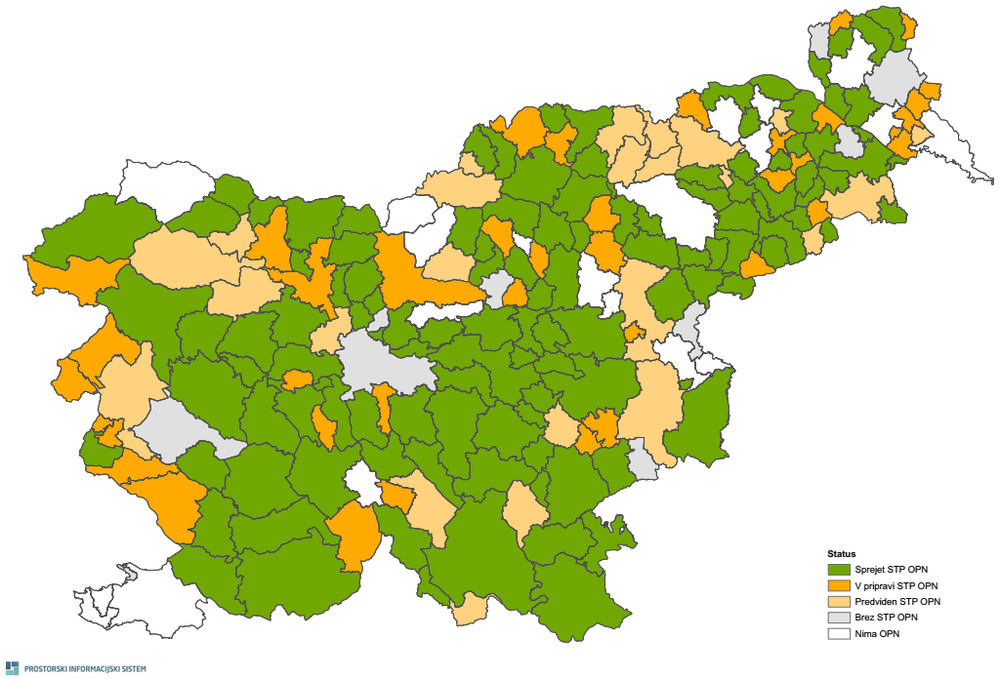 Status
Sprejet STP OPN
V pripravi STP OPN
Predviden STP OPN
Brez STP OPN
Nima OPN
PROSTORSKI INFORMACIJSKI SISTEM